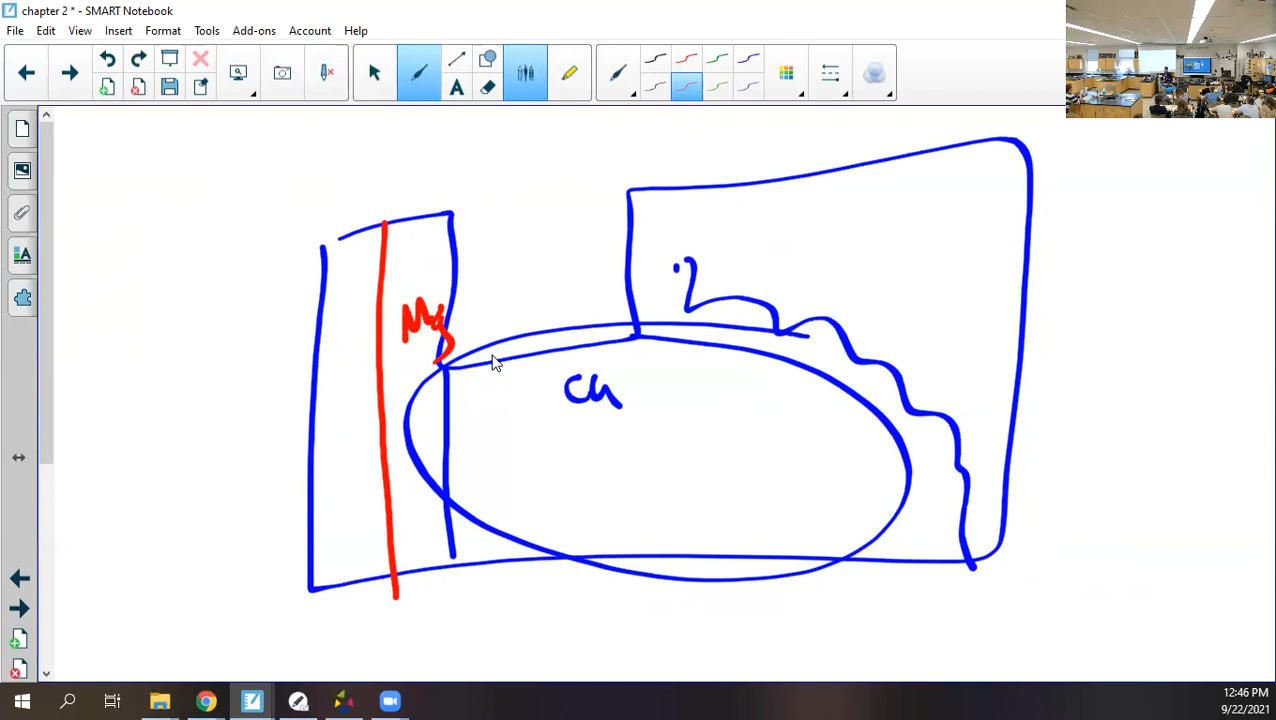 chapter 2 * - SMART Notebook
File Edit View Insert Format Tools Add-ons Account Help
A
A
Mg
12:46 PM
9/22/2021